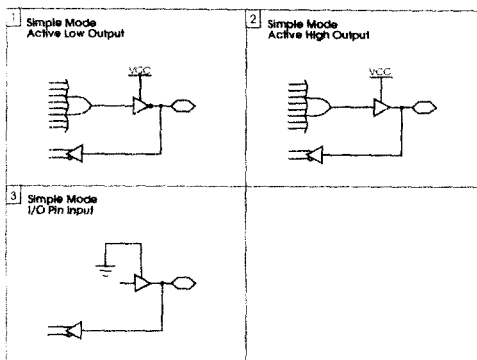 1
Simple Mode
Active Low Output
VCC
2
Simple Mode
Active High Output
VCC
3
Simple Mode
I/O Pin Input